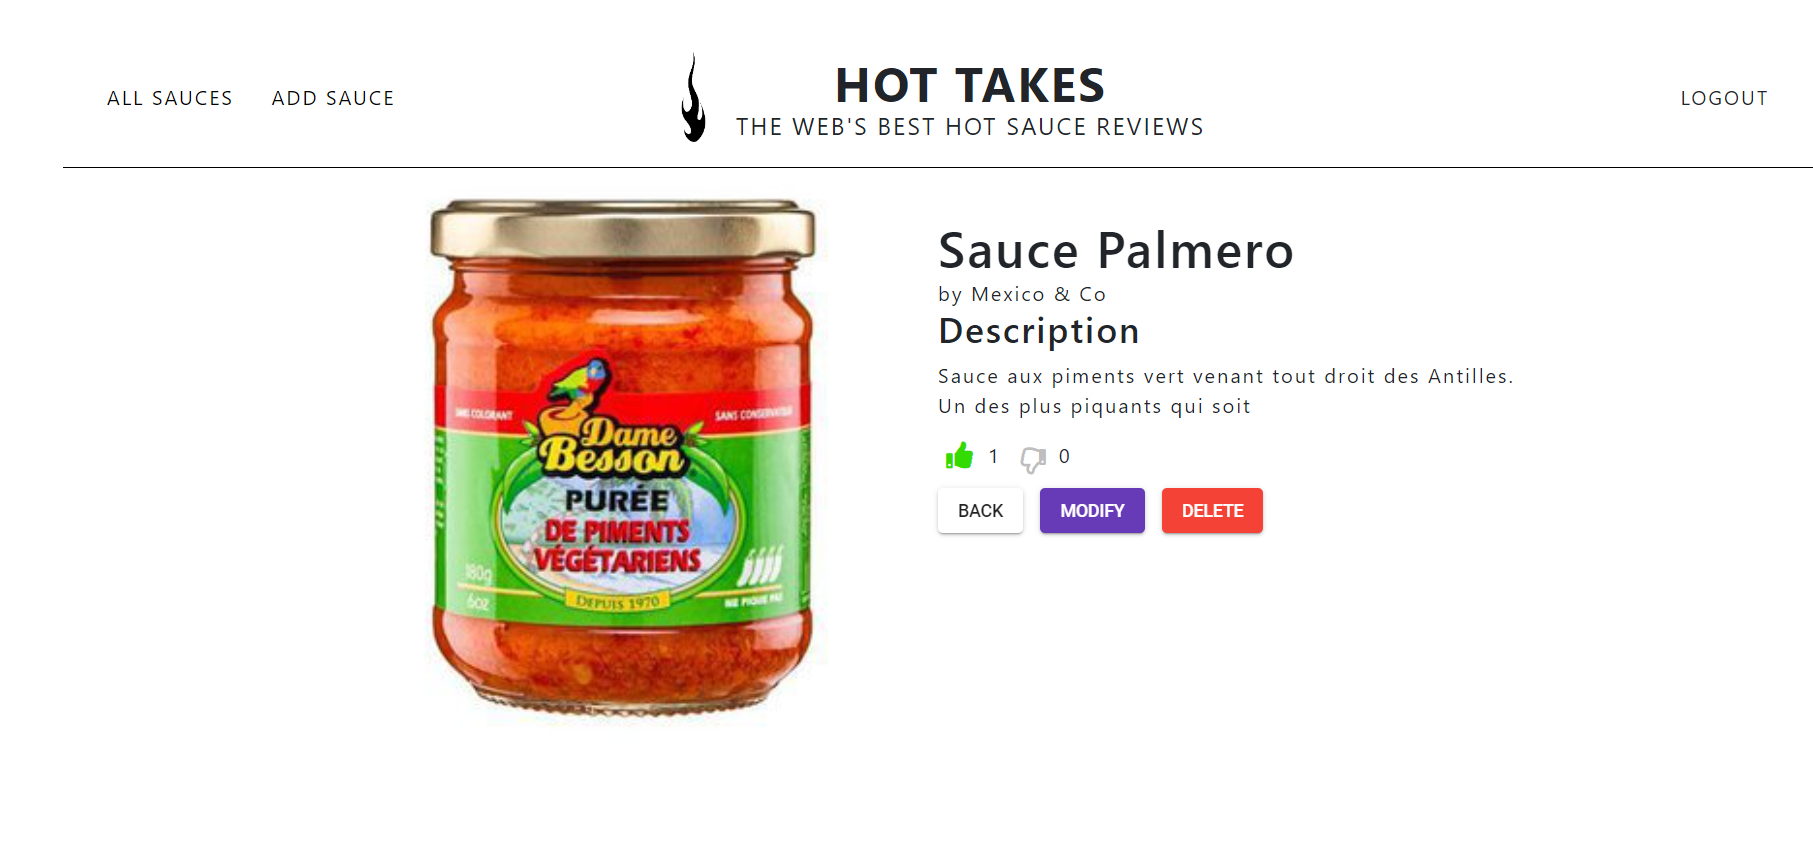 ALL SAUCES
ADD SAUCE
HOT TAKES
THE WEB'S BEST HOT SAUCE REVIEWS
LOGOUT
SANS COLORANT
SANS CONSERVATEUR
Dame
Besson
PURÉE
DE PIMENTS
VÉGÉTARIENS
180g
6oz
DEPUIS 1970
NE PIQUE PAS
Sauce Palmero
by Mexico & Co
Description
Sauce aux piments vert venant tout droit des Antilles.
Un des plus piquants qui soit
1
0
BACK
MODIFY
DELETE